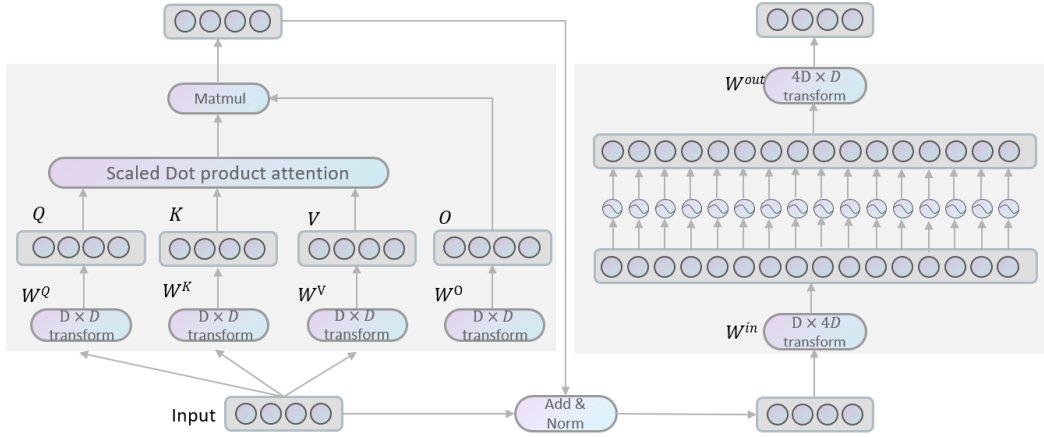 Matmul
Scaled Dot product attention
Q
K
V
O
W^Q
W^K
W^V
W^O
D × D
transform
D × D
transform
D × D
transform
D × D
transform
Input
Add &
Norm
W^out
4D × D
transform
W^in
D × 4D
transform